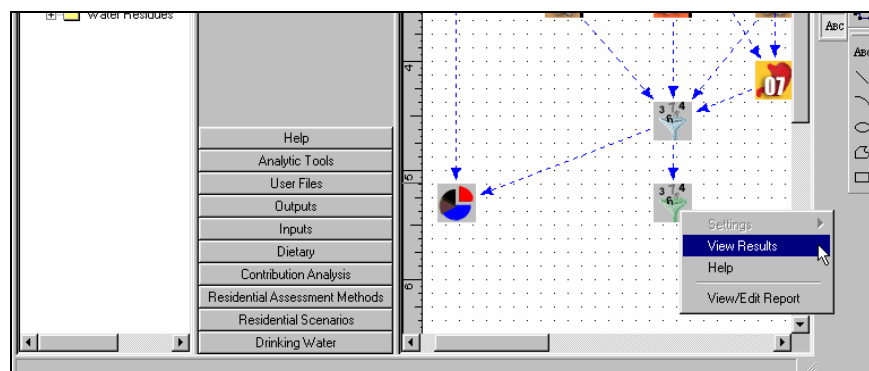 Water Residues
Help
Analytic Tools
User Files
Outputs
Inputs
Dietary
Contribution Analysis
Residential Assessment Methods
Residential Scenarios
Drinking Water
4
5
6
07
3 7 4
6
3 7 4
6
Settings
View Results
Help
View/Edit Report
ABC
ABC